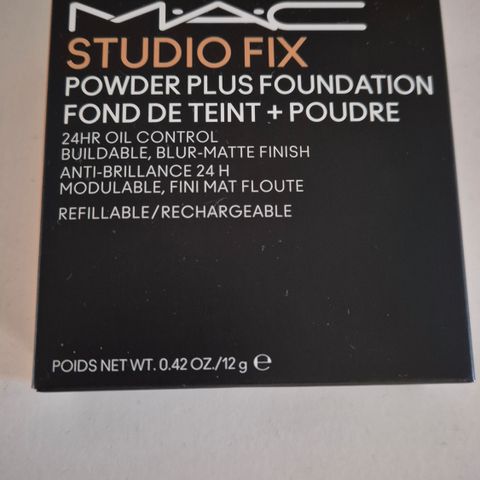 MAC
STUDIO FIX
POWDER PLUS FOUNDATION
FOND DE TEINT + POUDRE
24HR OIL CONTROL
BUILDABLE, BLUR-MATTE FINISH
ANTI-BRILLANCE 24 H
MODULABLE, FINI MAT FLOUTE
REFILLABLE/RECHARGEABLE
POIDS NET WT. 0.42 OZ./12 g ℮